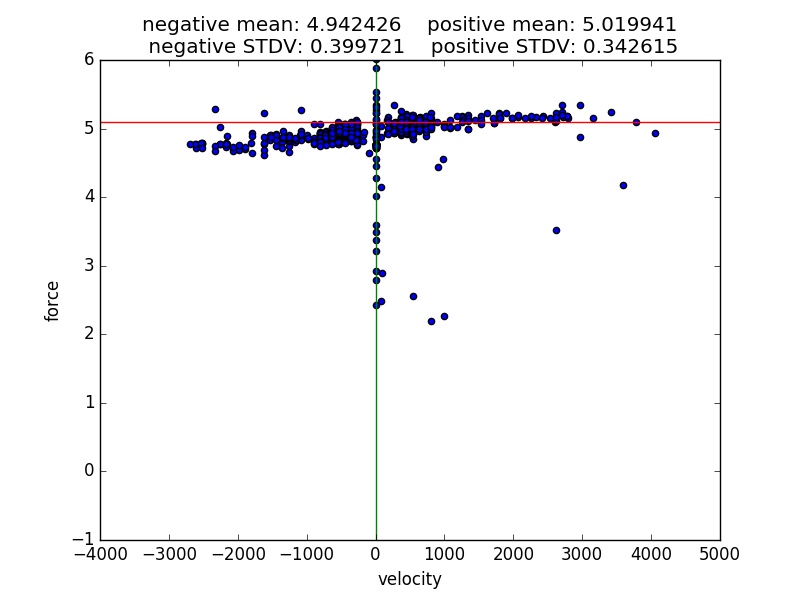 negative mean: 4.942426 positive mean: 5.019941
negative STDV: 0.399721 positive STDV: 0.342615
6
5
4
3
2
1
0
−1
force
−4000 −3000 −2000 −1000 0 1000 2000 3000 4000 5000
velocity